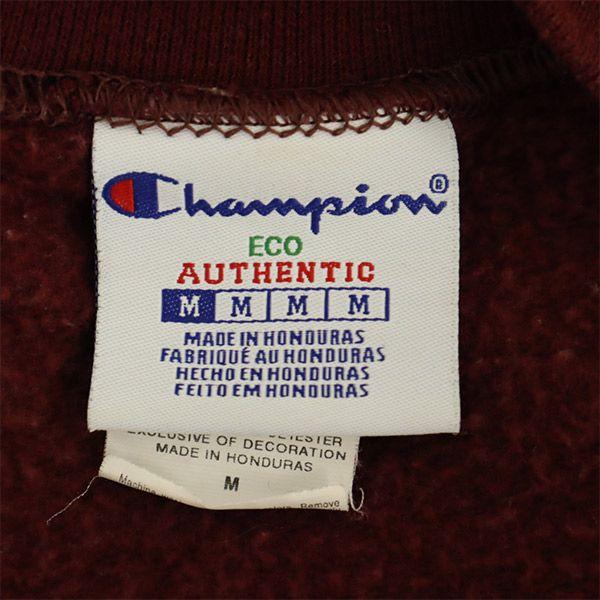 Champion®
ECO
AUTHENTIC
M M M M
MADE IN HONDURAS
FABRIQUÉ AU HONDURAS
HECHO EN HONDURAS
FEITO EM HONDURAS
EXCLUSIVE OF DECORATION
MADE IN HONDURAS
M
Remove